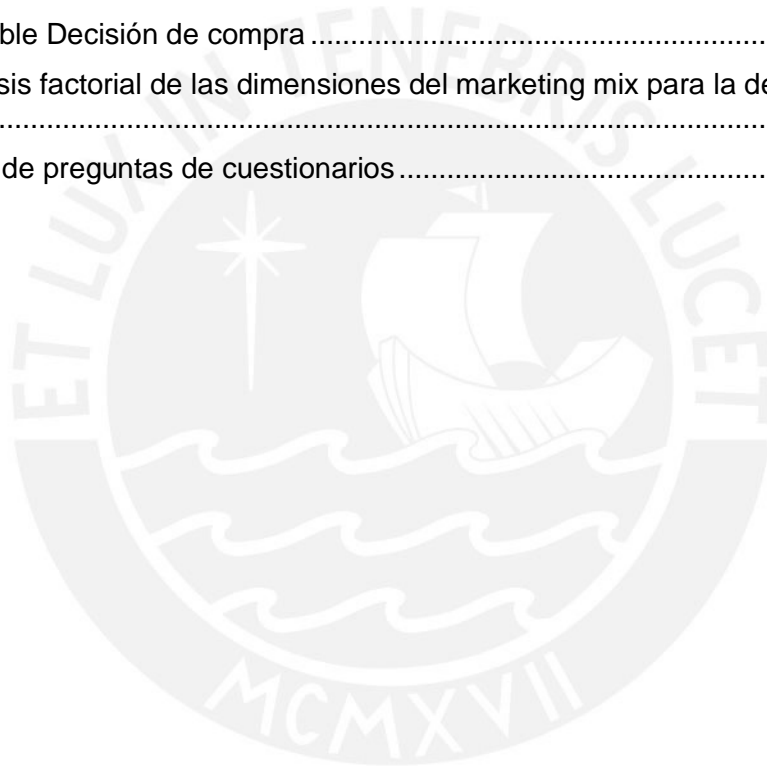 ble Decisión de compra ........................................................
sis factorial de las dimensiones del marketing mix para la de
................................................................................................
de preguntas de cuestionarios ..............................................
ET LUX IN TENEBRIS LUCET
MCMXVII